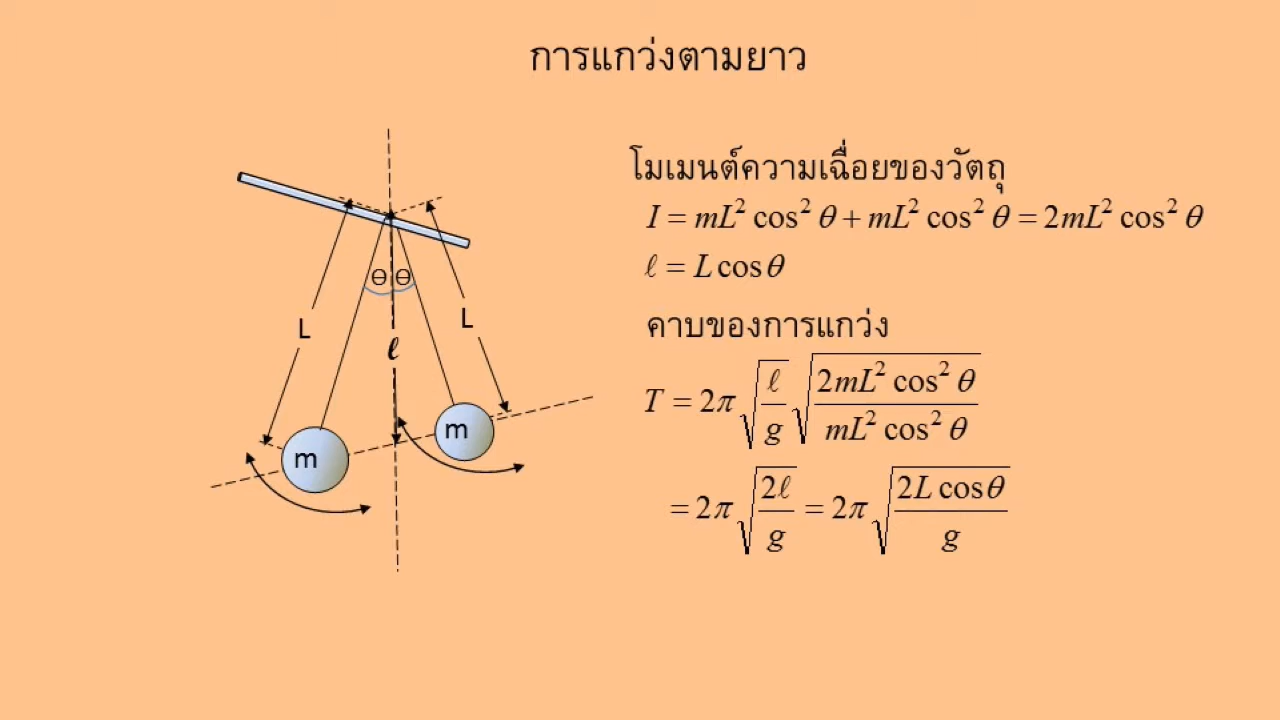 การแกว่งตามยาว
โมเมนต์ความเฉื่อยของวัตถุ
I = mL² cos² θ + mL² cos² θ = 2mL² cos² θ
ℓ = L cos θ
คาบของการแกว่ง
T = 2π √(ℓ/g) √(2mL² cos² θ / mL² cos² θ)
= 2π √(2ℓ/g) = 2π √(2L cos θ / g)
θ θ
L
L
ℓ
m
m